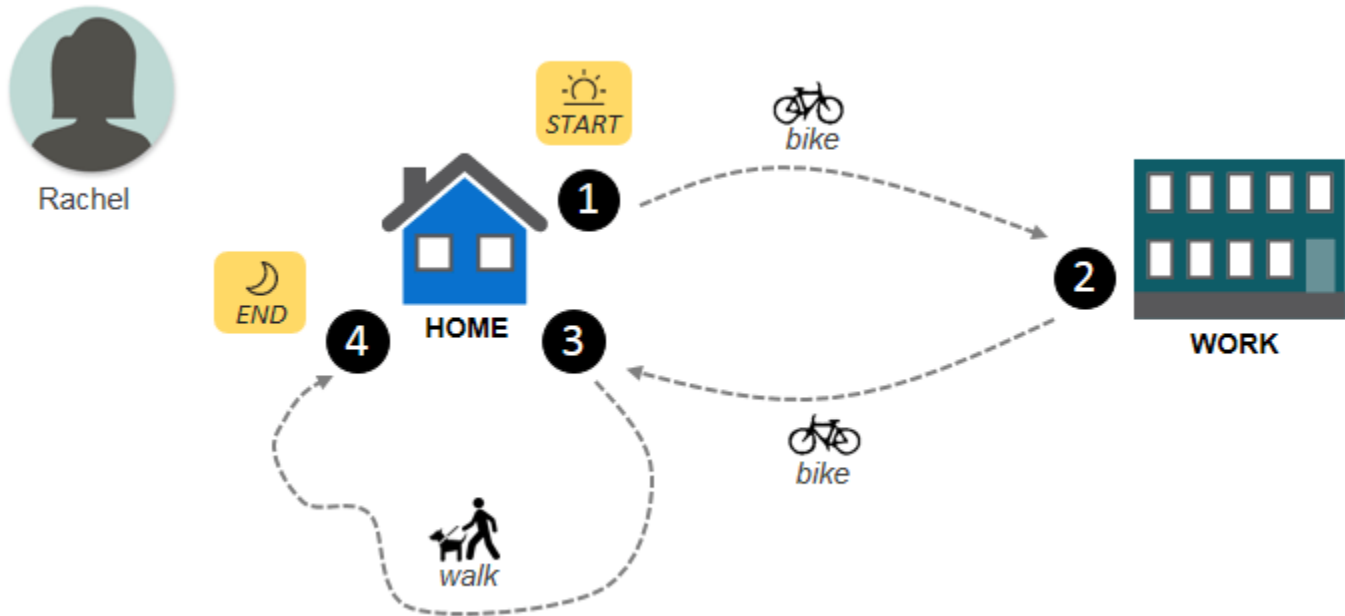 START
bike
1
Rachel
2
END
HOME
4
3
WORK
bike
walk